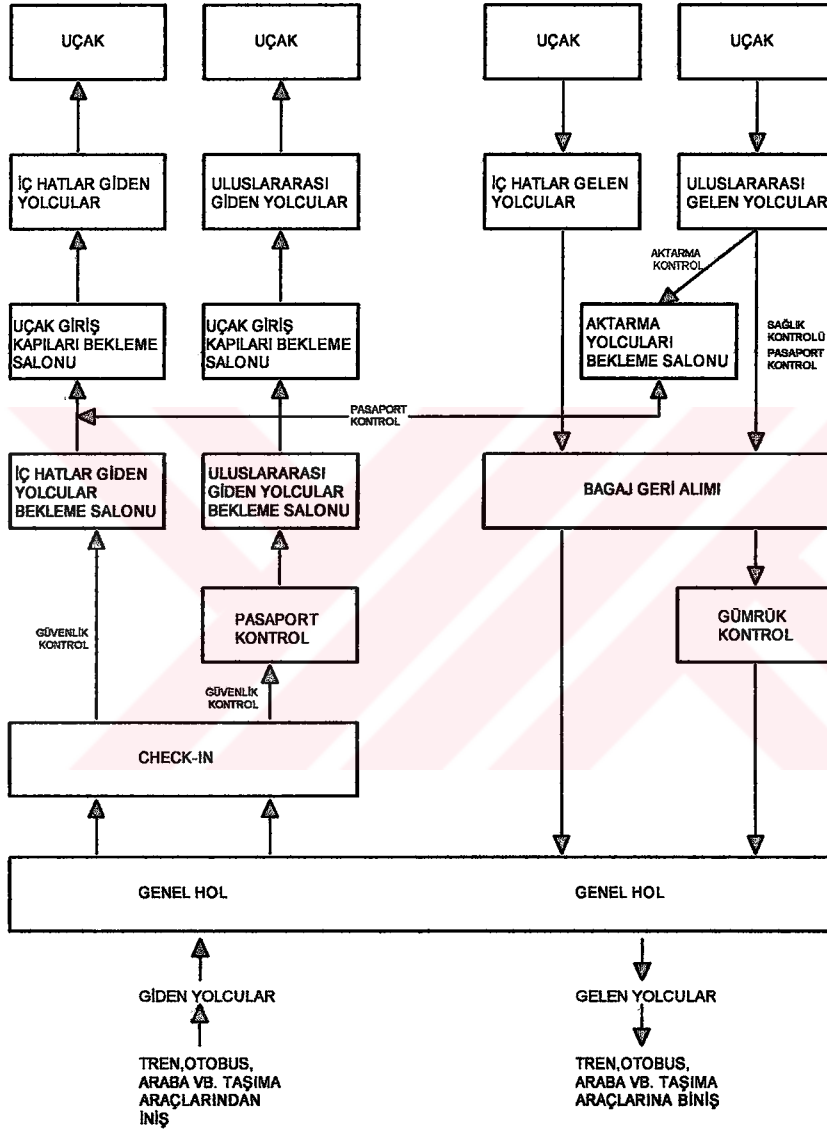 UÇAK
UÇAK
UÇAK
UÇAK
İÇ HATLAR GİDEN
YOLCULAR
ULUSLARARASI
GİDEN YOLCULAR
İÇ HATLAR GELEN
YOLCULAR
ULUSLARARASI
GELEN YOLCULAR
AKTARMA
KONTROL
UÇAK GİRİŞ
KAPILARI BEKLEME
SALONU
UÇAK GİRİŞ
KAPILARI BEKLEME
SALONU
AKTARMA
YOLCULARI
BEKLEME SALONU
SAĞLIK
KONTROLÜ
PASAPORT
KONTROL
PASAPORT
KONTROL
İÇ HATLAR GİDEN
YOLCULAR
BEKLEME SALONU
ULUSLARARASI
GİDEN YOLCULAR
BEKLEME SALONU
BAGAJ GERİ ALIMI
GÜVENLİK
KONTROL
PASAPORT
KONTROL
GÜMRÜK
KONTROL
GÜVENLİK
KONTROL
CHECK-IN
GENEL HOL
GENEL HOL
GİDEN YOLCULAR
GELEN YOLCULAR
TREN,OTOBUS,
ARABA VB. TAŞIMA
ARAÇLARINDAN
İNİŞ
TREN,OTOBUS,
ARABA VB. TAŞIMA
ARAÇLARINA BİNİŞ